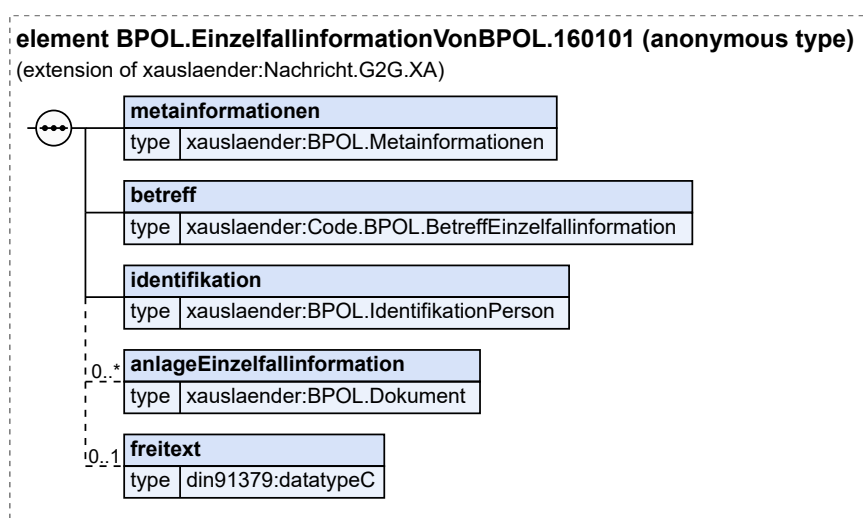 element BPOL.EinzelfallinformationVonBPOL.160101 (anonymous type)
(extension of xauslaender:Nachricht.G2G.XA)
metainformationen
type xauslaender:BPOL.Metainformationen
betreff
type xauslaender:Code.BPOL.BetreffEinzelfallinformation
identifikation
type xauslaender:BPOL.IdentifikationPerson
0..* anlageEinzelfallinformation
type xauslaender:BPOL.Dokument
0..1 freitext
type din91379:datatypeC